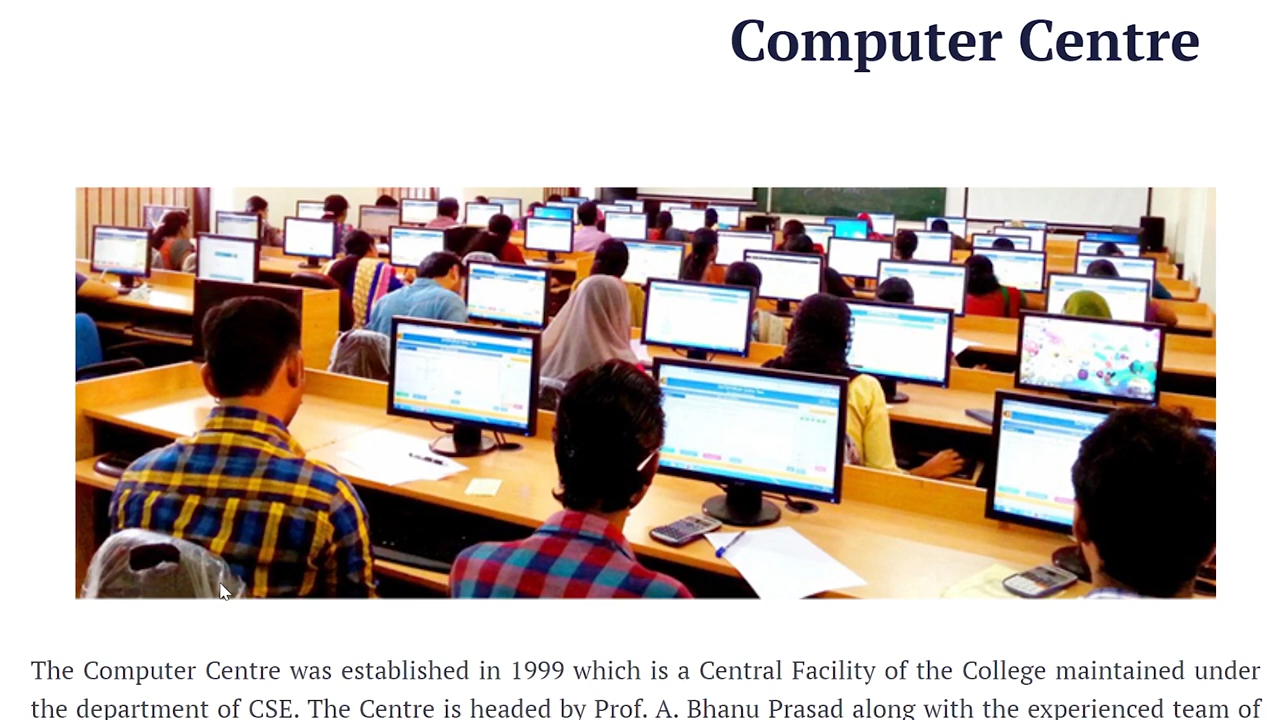 Computer Centre
The Computer Centre was established in 1999 which is a Central Facility of the College maintained under
the department of CSE. The Centre is headed by Prof. A. Bhanu Prasad along with the experienced team of